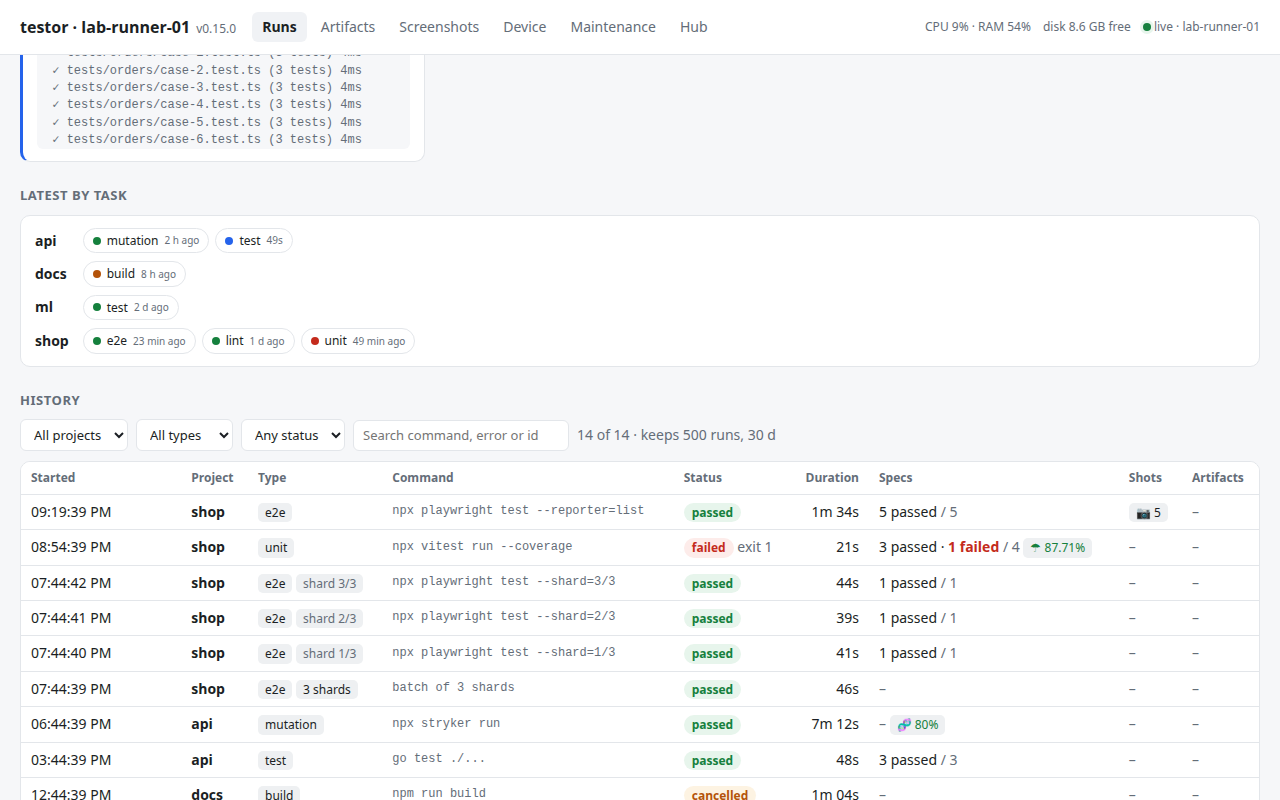 testor · lab-runner-01 v0.15.0 Runs Artifacts Screenshots Device Maintenance Hub CPU 9% · RAM 54% disk 8.6 GB free live · lab-runner-01
✓ tests/orders/case-2.test.ts (3 tests) 4ms
✓ tests/orders/case-3.test.ts (3 tests) 4ms
✓ tests/orders/case-4.test.ts (3 tests) 4ms
✓ tests/orders/case-5.test.ts (3 tests) 4ms
✓ tests/orders/case-6.test.ts (3 tests) 4ms
LATEST BY TASK
api mutation 2 h ago test 49s
docs build 8 h ago
ml test 2 d ago
shop e2e 23 min ago lint 1 d ago unit 49 min ago
HISTORY
All projects All types Any status Search command, error or id 14 of 14 · keeps 500 runs, 30 d
Started Project Type Command Status Duration Specs Shots Artifacts
09:19:39 PM shop e2e npx playwright test --reporter=list passed 1m 34s 5 passed / 5 📷 5 –
08:54:39 PM shop unit npx vitest run --coverage failed exit 1 21s 3 passed · 1 failed / 4 ☂ 87.71% – –
07:44:42 PM shop e2e shard 3/3 npx playwright test --shard=3/3 passed 44s 1 passed / 1 – –
07:44:41 PM shop e2e shard 2/3 npx playwright test --shard=2/3 passed 39s 1 passed / 1 – –
07:44:40 PM shop e2e shard 1/3 npx playwright test --shard=1/3 passed 41s 1 passed / 1 – –
07:44:39 PM shop e2e 3 shards batch of 3 shards passed 46s – – –
06:44:39 PM api mutation npx stryker run passed 7m 12s – 🧬 80% – –
03:44:39 PM api test go test ./... passed 48s 3 passed / 3 – –
12:44:39 PM docs build npm run build cancelled 1m 04s – – –